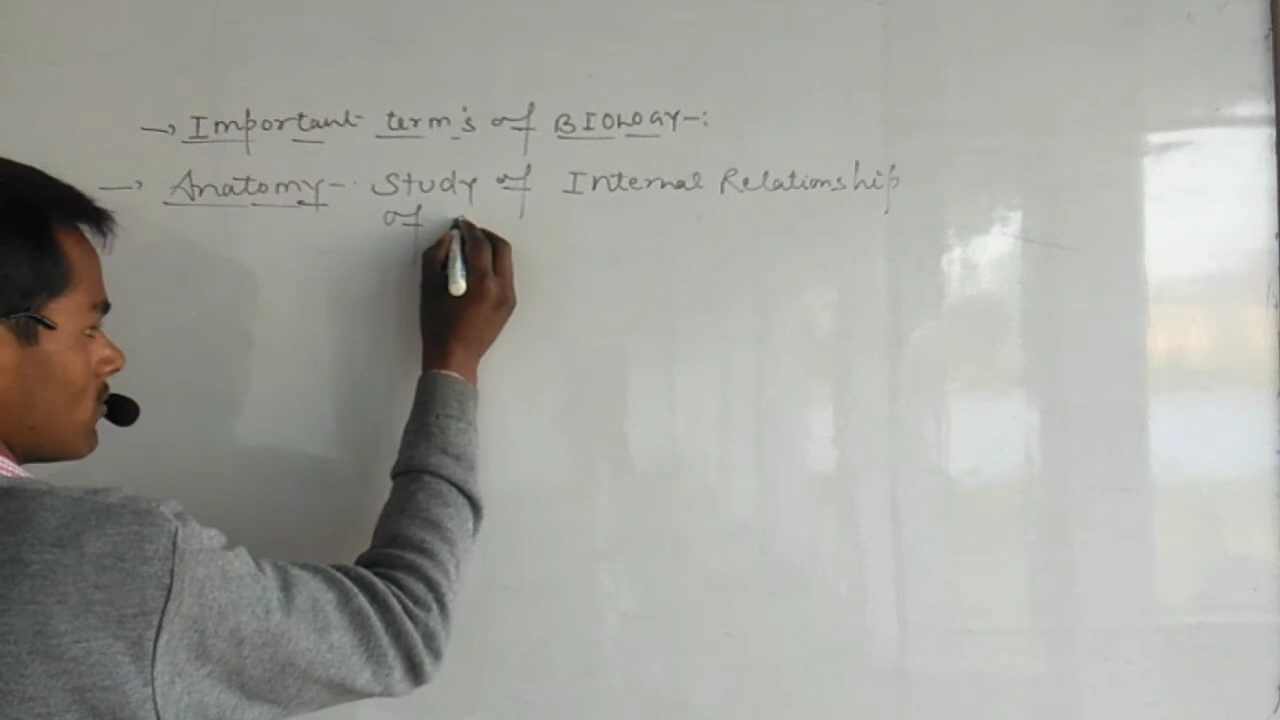 → Important term's of BIOLOGY-:
→ Anatomy - Study of Internal Relationship
of